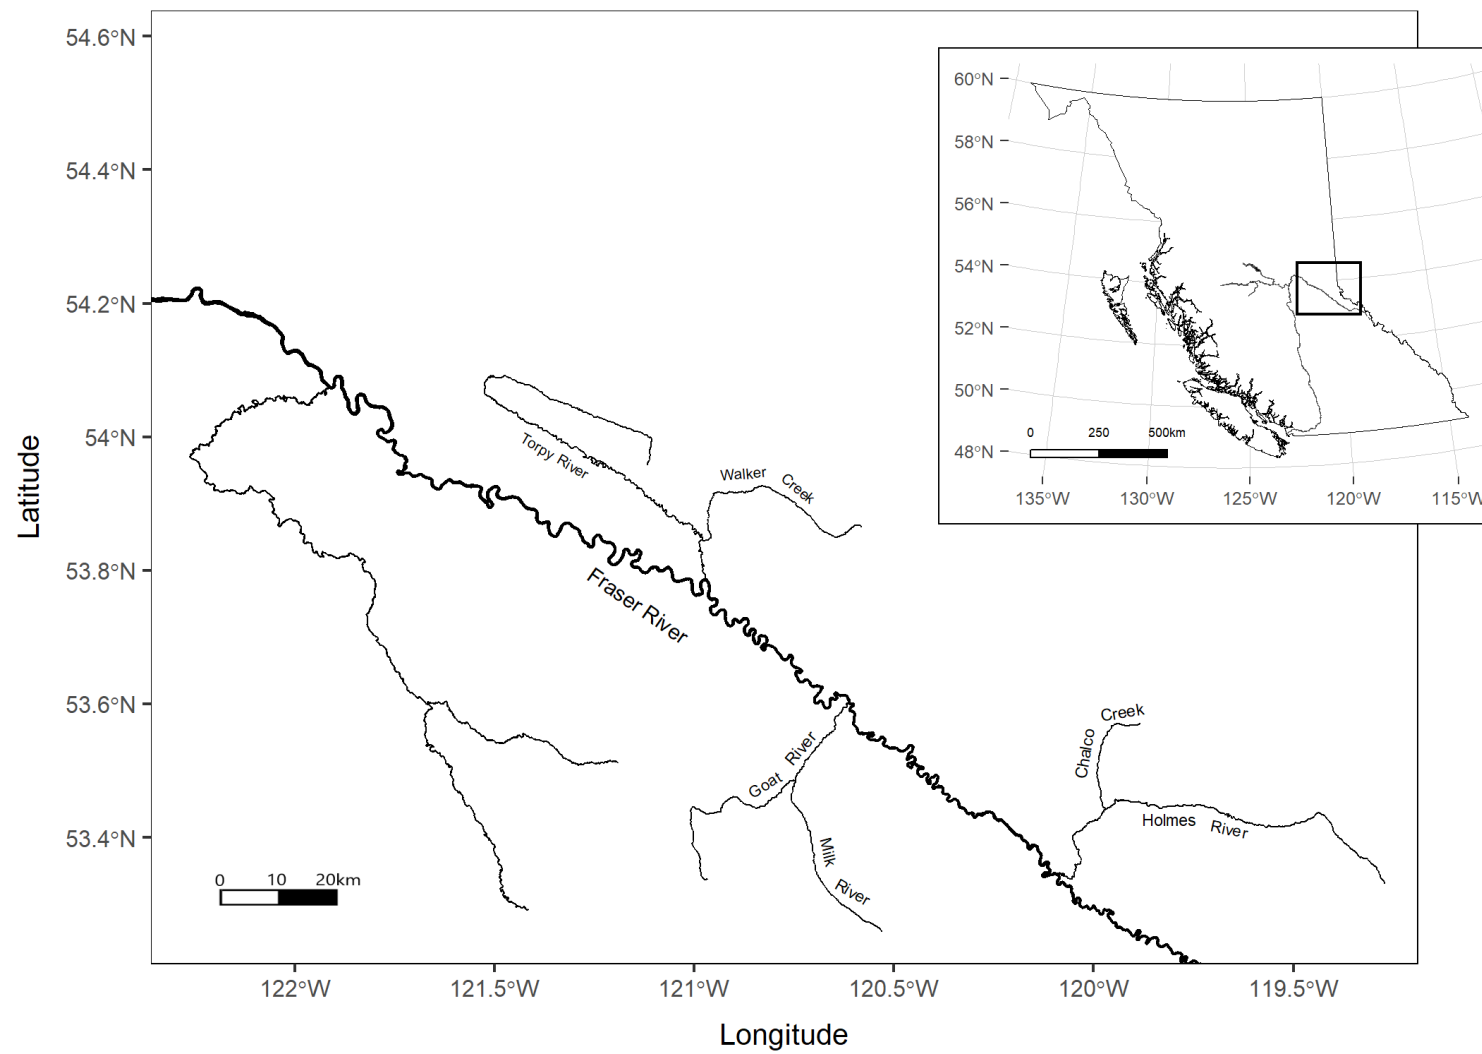 54.6°N
54.4°N
54.2°N
54°N
53.8°N
53.6°N
53.4°N
Latitude
122°W
121.5°W
121°W
120.5°W
120°W
119.5°W
Longitude
Torpy River
Walker Creek
Fraser River
Goat River
Milk River
Chalco Creek
Holmes River
0 10 20km
60°N
58°N
56°N
54°N
52°N
50°N
48°N
0 250 500km
135°W
130°W
125°W
120°W
115°W